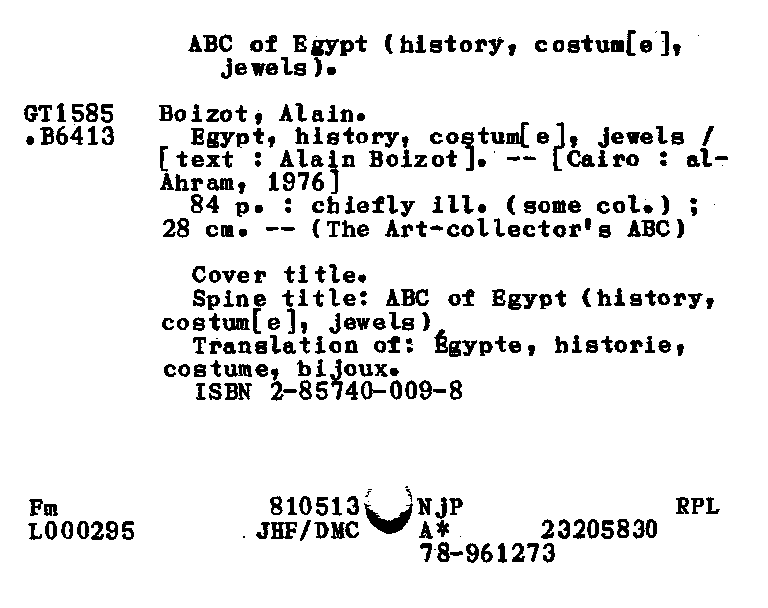 ABC of Egypt (history, costum[e],
jewels).
GT1585 Boizot, Alain.
.B6413 Egypt, history, costum[e], jewels /
[text : Alain Boizot]. -- [Cairo : al-
Ahram, 1976]
84 p. : chiefly ill. (some col.) ;
28 cm. -- (The Art-collector's ABC)
Cover title.
Spine title: ABC of Egypt (history,
costum[e], jewels)
Translation of: Égypte, historie,
costume, bijoux.
ISBN 2-85740-009-8
Fm 810513 NjP RPL
L000295 JHF/DMC A* 23205830
78-961273